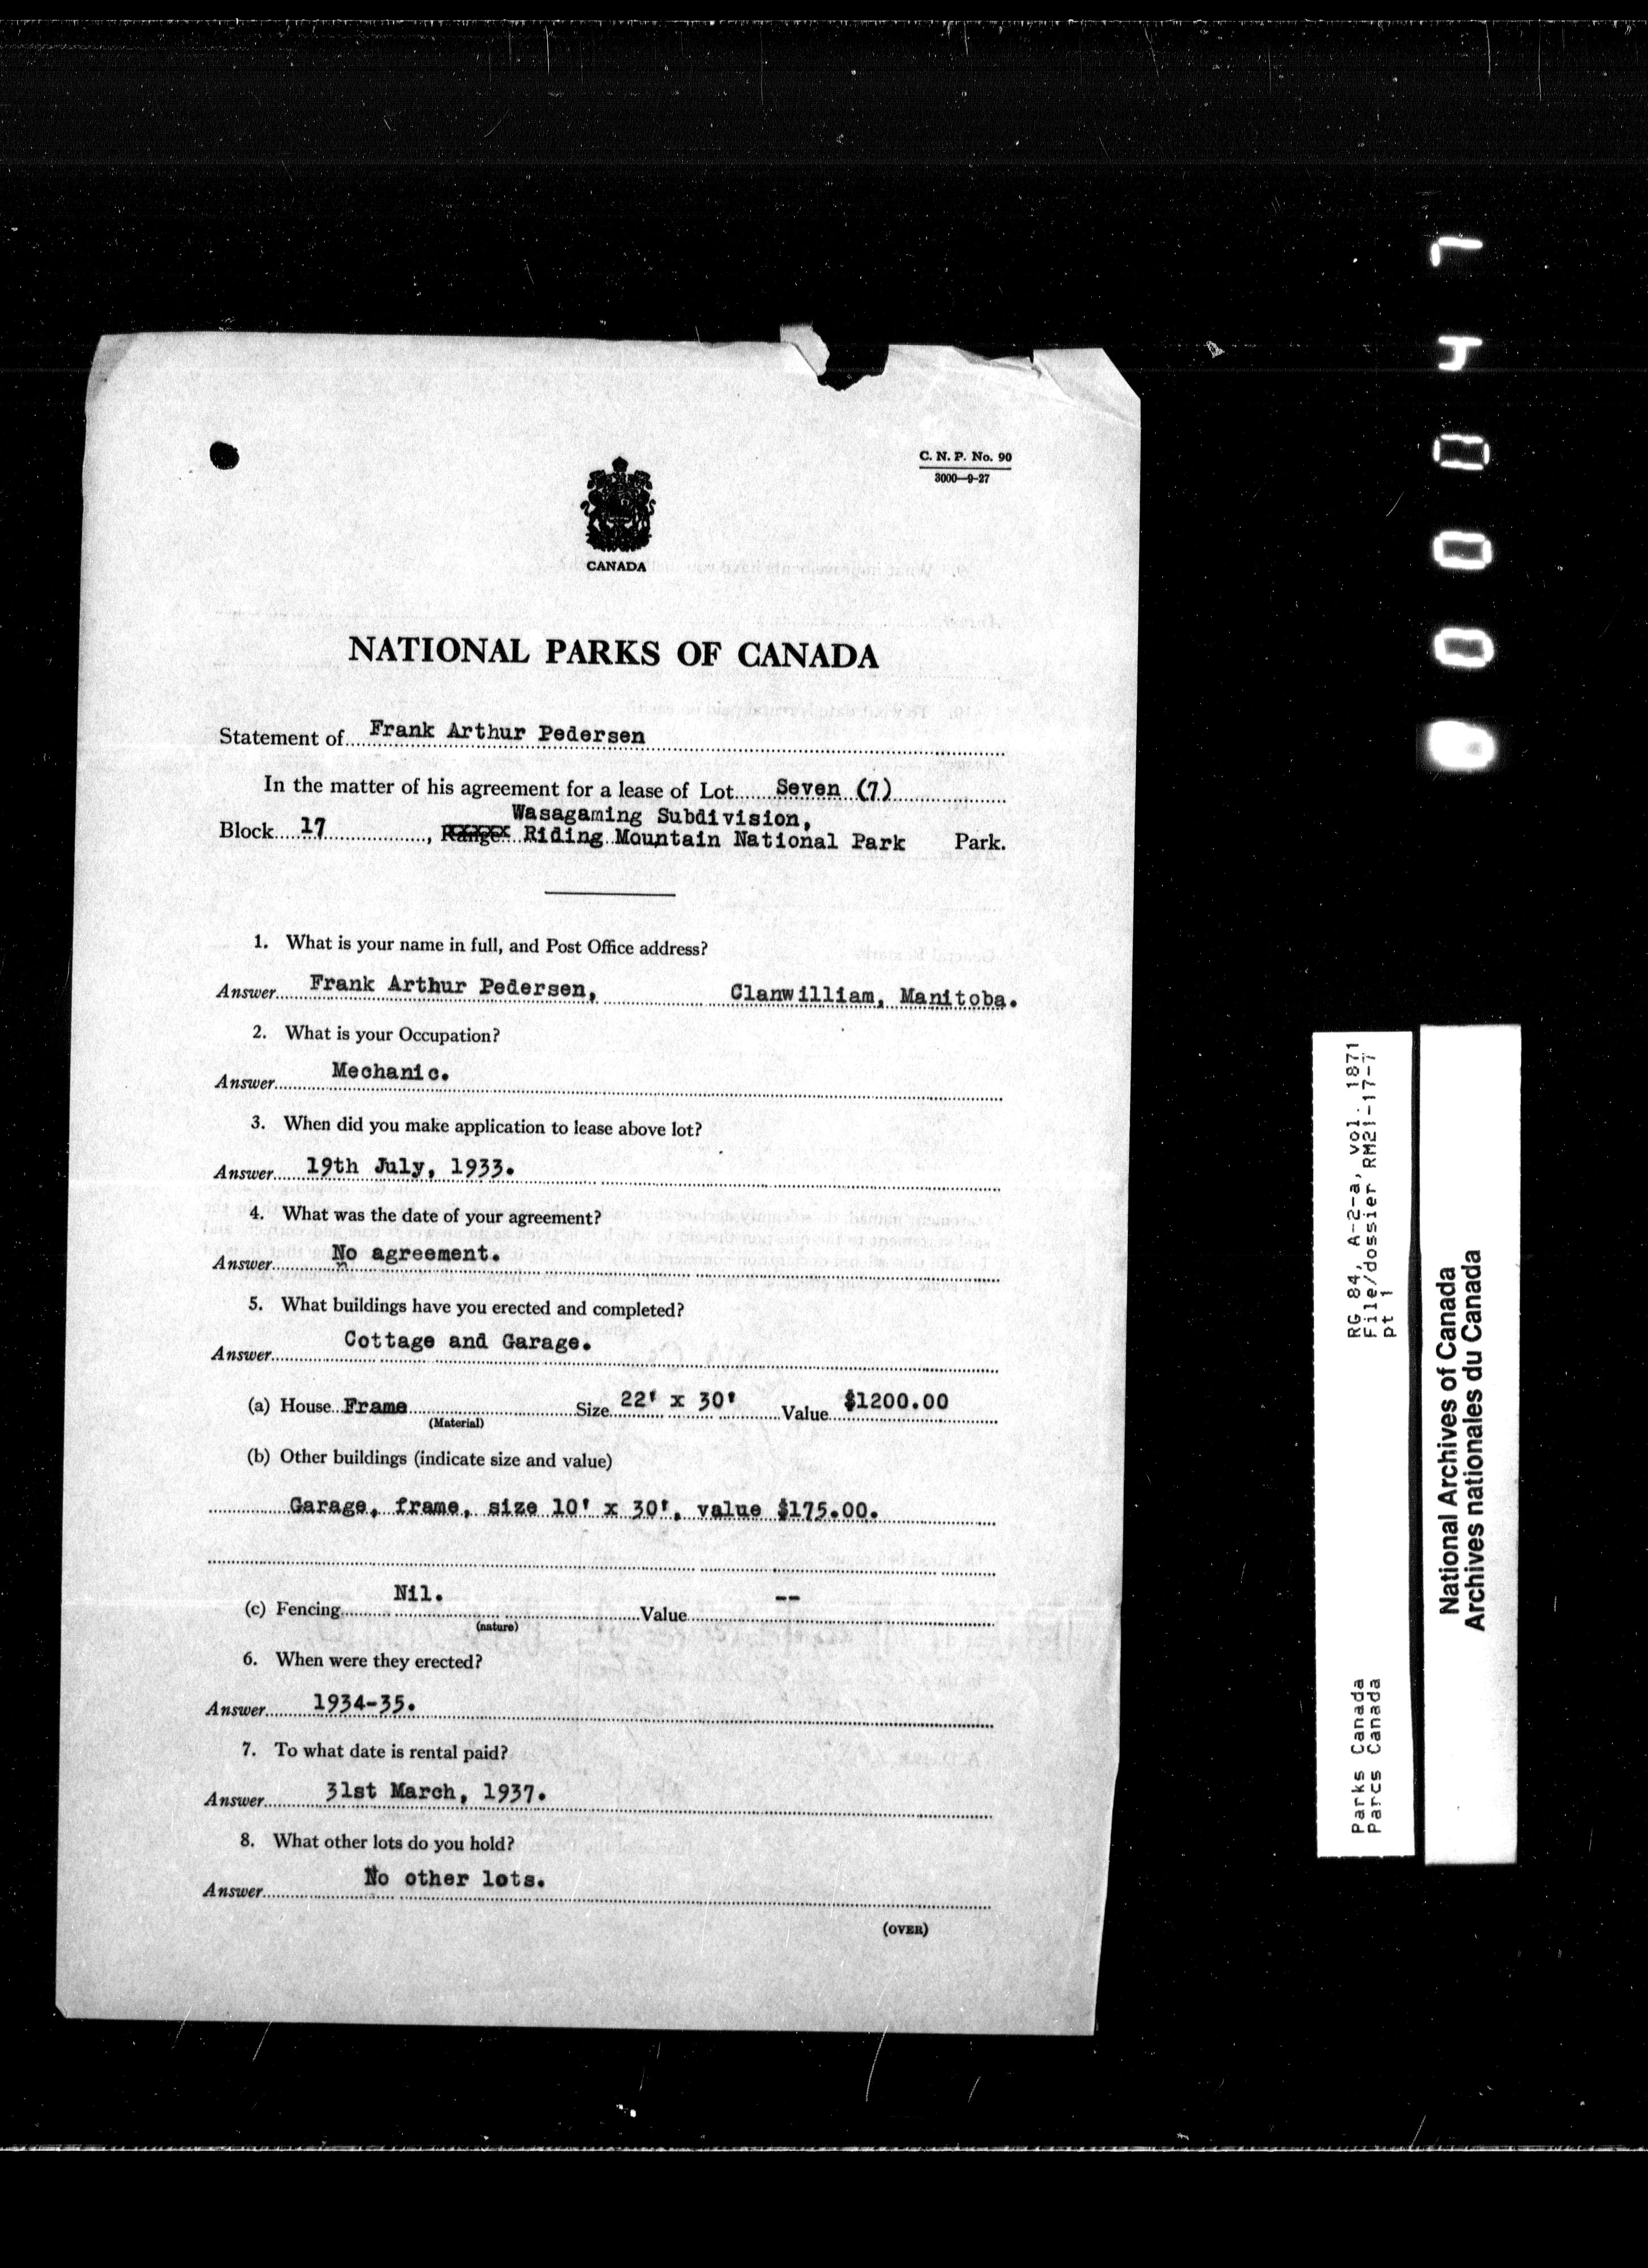 C. N. P. No. 90
3000—9-27
CANADA
NATIONAL PARKS OF CANADA
Statement of Frank Arthur Pedersen
In the matter of his agreement for a lease of Lot Seven (7)
Wasagaming Subdivision,
Block 17, Range Riding Mountain National Park Park.
1. What is your name in full, and Post Office address?
Answer Frank Arthur Pedersen, Clanwilliam, Manitoba.
2. What is your Occupation?
Answer Mechanic.
3. When did you make application to lease above lot?
Answer 19th July, 1933.
4. What was the date of your agreement?
Answer No agreement.
5. What buildings have you erected and completed?
Answer Cottage and Garage.
(a) House Frame Size 22' x 30' Value $1200.00
(Material)
(b) Other buildings (indicate size and value)
Garage, frame, size 10' x 30', value $175.00.
(c) Fencing Nil. Value --
(nature)
6. When were they erected?
Answer 1934-35.
7. To what date is rental paid?
Answer 31st March, 1937.
8. What other lots do you hold?
Answer No other lots.
(OVER)
RG 84, A-2-a, vol. 1871
File/dossier RM21-17-7
pt 1
Parks Canada
Parcs Canada
National Archives of Canada
Archives nationales du Canada